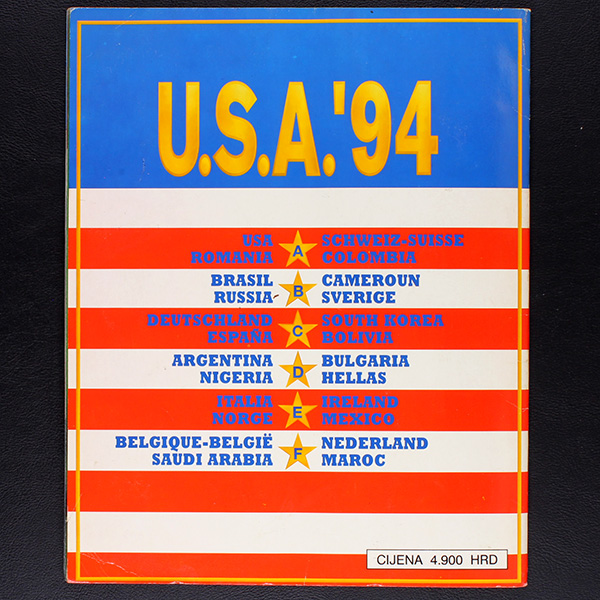 U.S.A.'94
USA A SCHWEIZ-SUISSE
ROMANIA COLOMBIA
BRASIL B CAMEROUN
RUSSIA SVERIGE
DEUTSCHLAND C SOUTH KOREA
ESPAÑA BOLIVIA
ARGENTINA D BULGARIA
NIGERIA HELLAS
ITALIA E IRELAND
NORGE MEXICO
BELGIQUE-BELGIË F NEDERLAND
SAUDI ARABIA MAROC
CIJENA 4.900 HRD